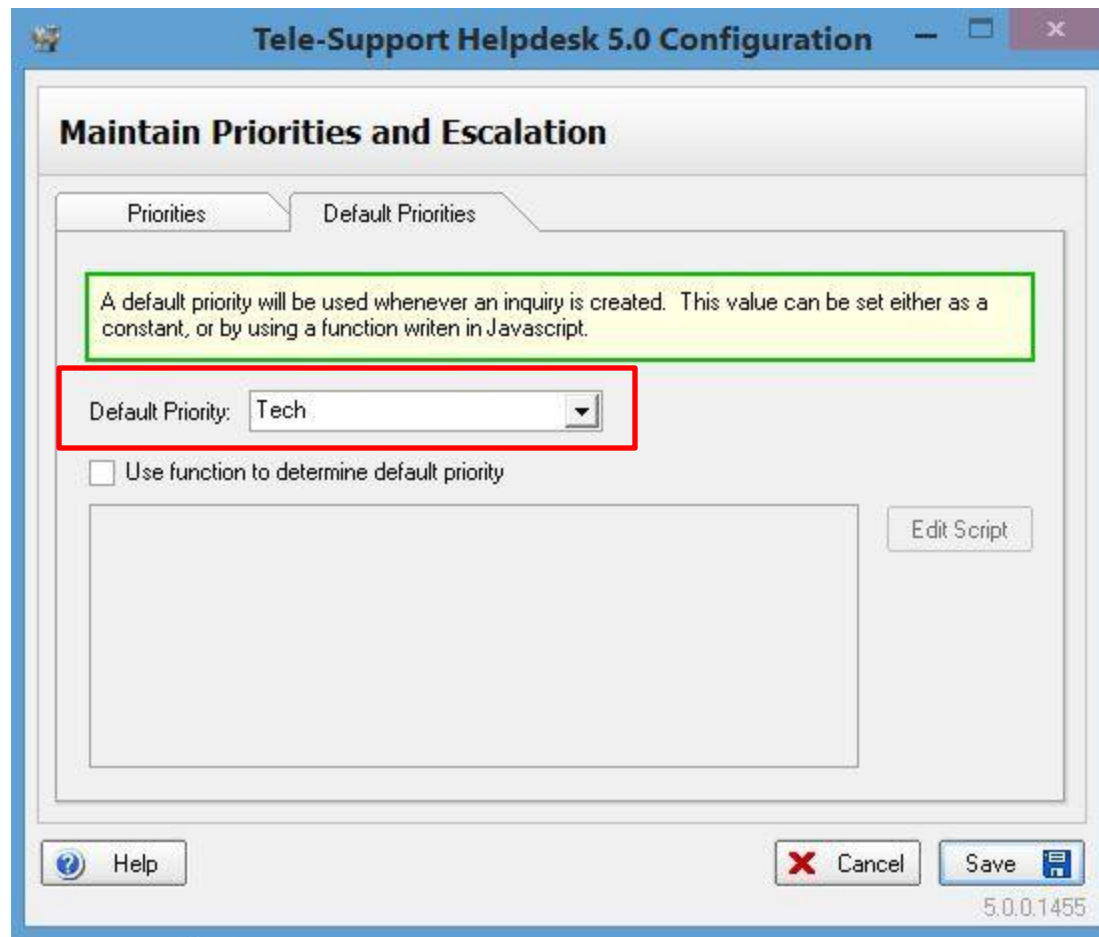 Tele-Support Helpdesk 5.0 Configuration
Maintain Priorities and Escalation
Priorities
Default Priorities
A default priority will be used whenever an inquiry is created. This value can be set either as a
constant, or by using a function writen in Javascript.
Default Priority: Tech
Use function to determine default priority
Edit Script
Help
Cancel
Save
5.0.0.1455